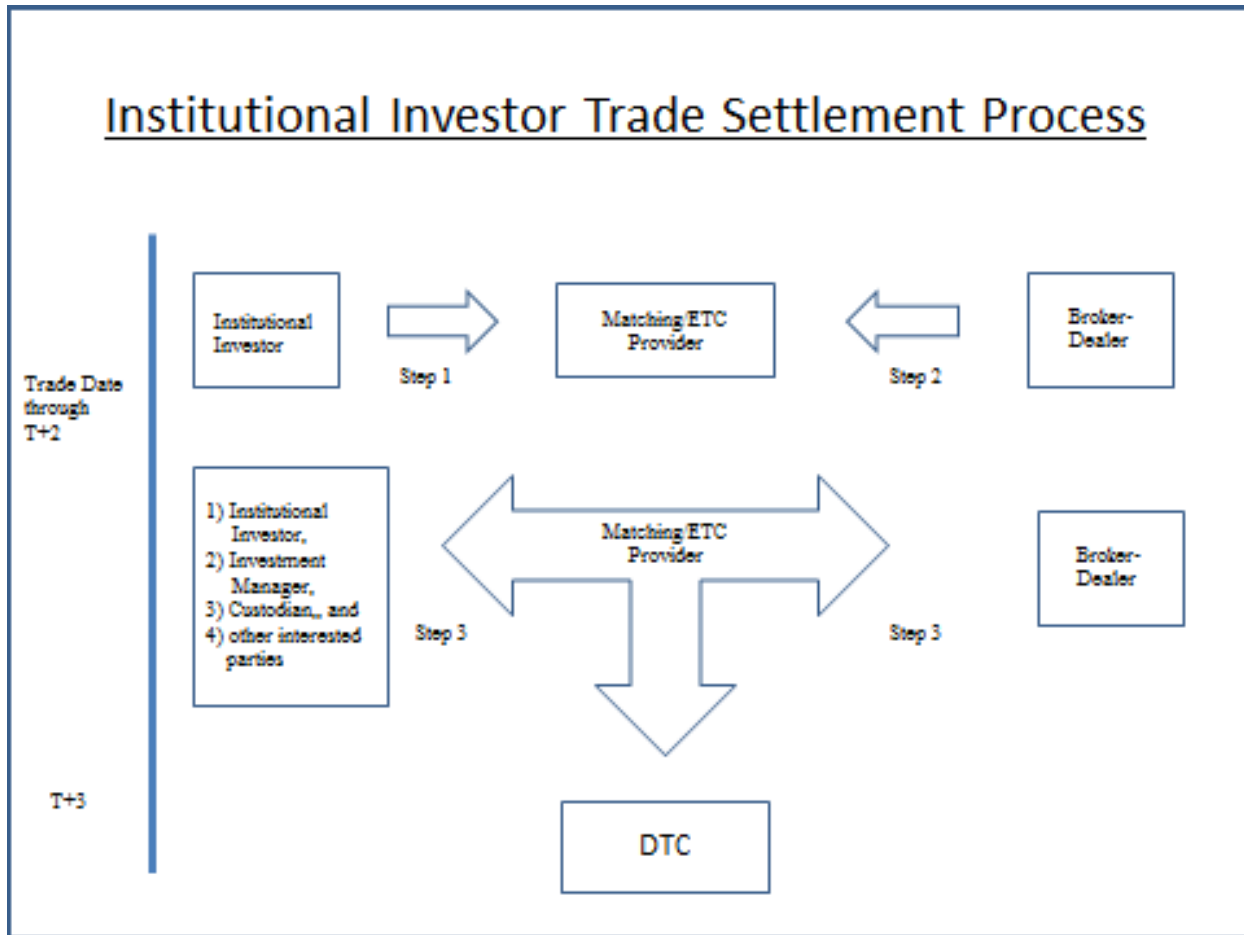 Institutional Investor Trade Settlement Process
Institutional
Investor
Matching/ETC
Provider
Broker-
Dealer
Step 1
Step 2
Trade Date
through
T+2
1) Institutional
Investor,
2) Investment
Manager,
3) Custodian,, and
4) other interested
parties
Matching/ETC
Provider
Broker-
Dealer
Step 3
Step 3
T+3
DTC